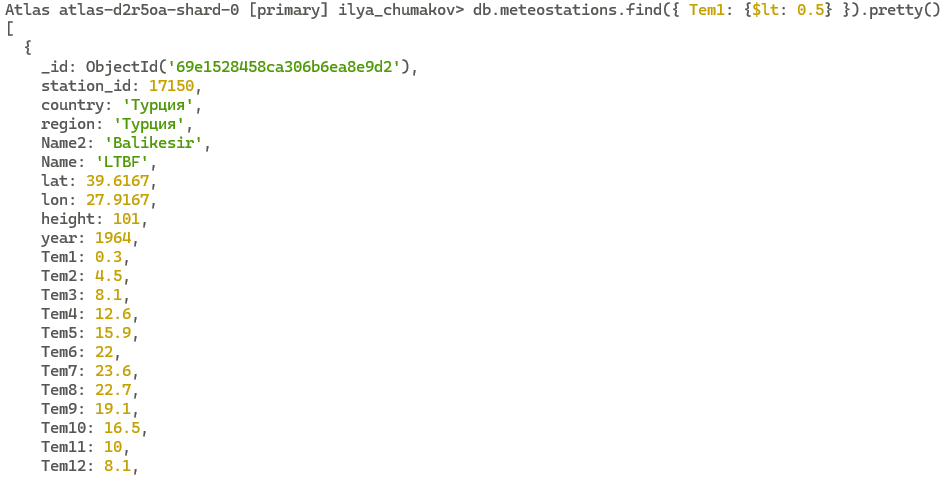 Atlas atlas-d2r5oa-shard-0 [primary] ilya_chumakov> db.meteostations.find({ Tem1: {$lt: 0.5} }).pretty()
[
  {
    _id: ObjectId('69e1528458ca306b6ea8e9d2'),
    station_id: 17150,
    country: 'Турция',
    region: 'Турция',
    Name2: 'Balikesir',
    Name: 'LTBF',
    lat: 39.6167,
    lon: 27.9167,
    height: 101,
    year: 1964,
    Tem1: 0.3,
    Tem2: 4.5,
    Tem3: 8.1,
    Tem4: 12.6,
    Tem5: 15.9,
    Tem6: 22,
    Tem7: 23.6,
    Tem8: 22.7,
    Tem9: 19.1,
    Tem10: 16.5,
    Tem11: 10,
    Tem12: 8.1,